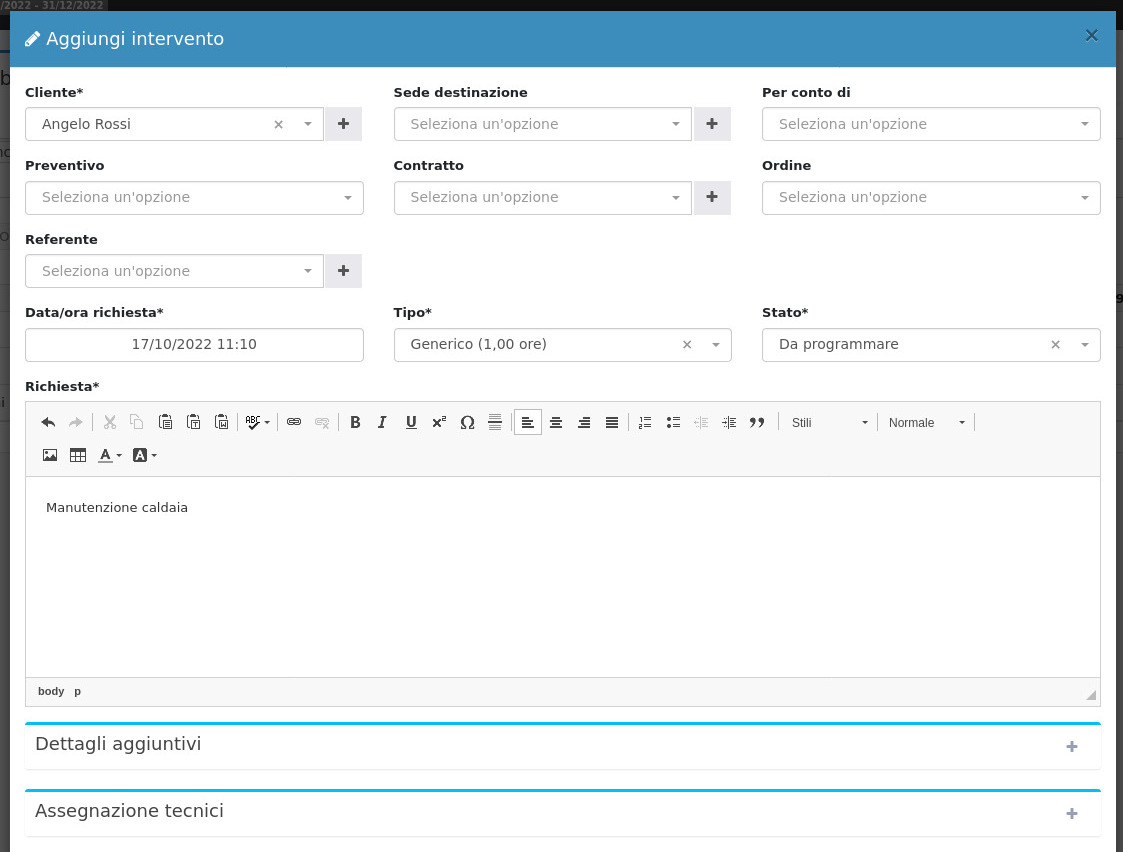 /2022 - 31/12/2022
Aggiungi intervento
Cliente* Sede destinazione Per conto di
Angelo Rossi Seleziona un'opzione Seleziona un'opzione
Preventivo Contratto Ordine
Seleziona un'opzione Seleziona un'opzione Seleziona un'opzione
Referente
Seleziona un'opzione
Data/ora richiesta* Tipo* Stato*
17/10/2022 11:10 Generico (1,00 ore) Da programmare
Richiesta*
Stili Normale
Manutenzione caldaia
body p
Dettagli aggiuntivi
Assegnazione tecnici